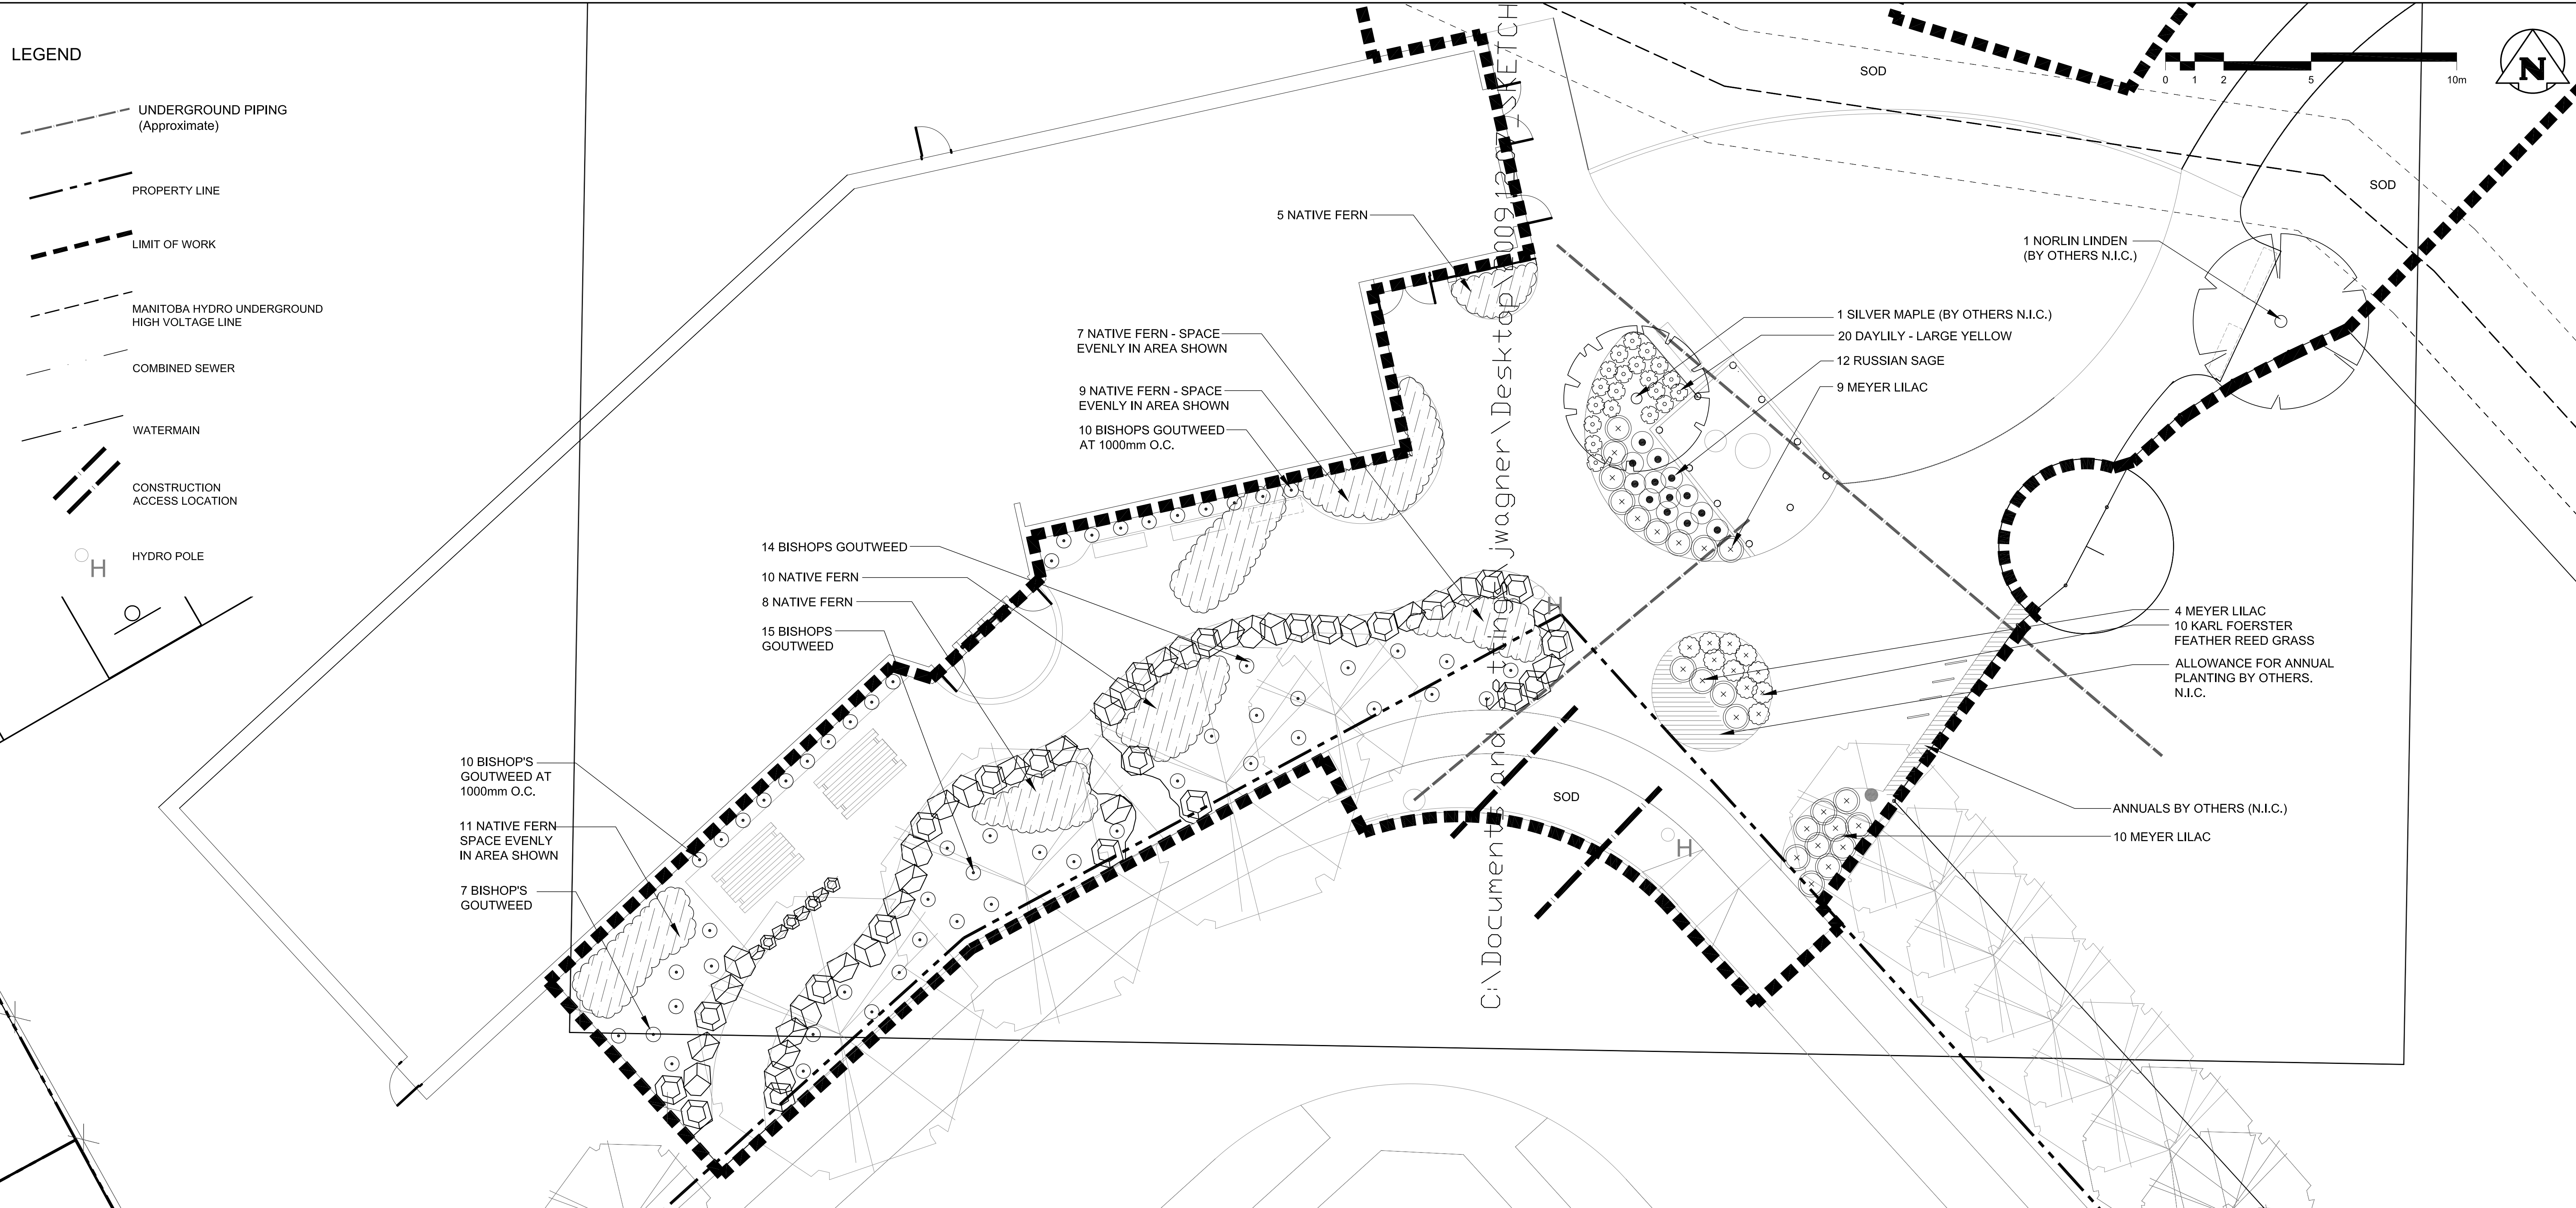 LEGEND
UNDERGROUND PIPING
(Approximate)
PROPERTY LINE
LIMIT OF WORK
MANITOBA HYDRO UNDERGROUND
HIGH VOLTAGE LINE
COMBINED SEWER
WATERMAIN
CONSTRUCTION
ACCESS LOCATION
H
HYDRO POLE
SOD
0 1 2 5 10m
N
SOD
5 NATIVE FERN
1 NORLIN LINDEN
(BY OTHERS N.I.C.)
7 NATIVE FERN - SPACE
EVENLY IN AREA SHOWN
9 NATIVE FERN - SPACE
EVENLY IN AREA SHOWN
10 BISHOPS GOUTWEED
AT 1000mm O.C.
1 SILVER MAPLE (BY OTHERS N.I.C.)
20 DAYLILY - LARGE YELLOW
12 RUSSIAN SAGE
9 MEYER LILAC
14 BISHOPS GOUTWEED
10 NATIVE FERN
8 NATIVE FERN
15 BISHOPS
GOUTWEED
H
4 MEYER LILAC
10 KARL FOERSTER
FEATHER REED GRASS
ALLOWANCE FOR ANNUAL
PLANTING BY OTHERS.
N.I.C.
10 BISHOP'S
GOUTWEED AT
1000mm O.C.
11 NATIVE FERN
SPACE EVENLY
IN AREA SHOWN
7 BISHOP'S
GOUTWEED
SOD
H
ANNUALS BY OTHERS (N.I.C.)
10 MEYER LILAC
C:\Documents and Settings\jwagner\Desktop\
SKETCH